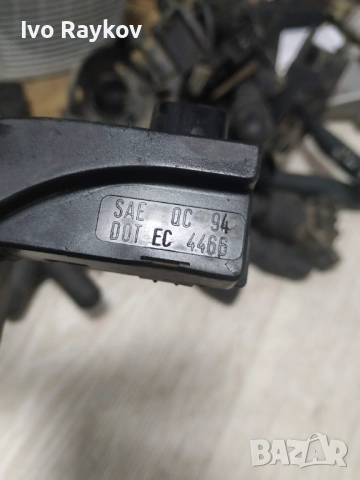 Ivo Raykov
SAE QC 94
DOT EC 4466
BAZAR